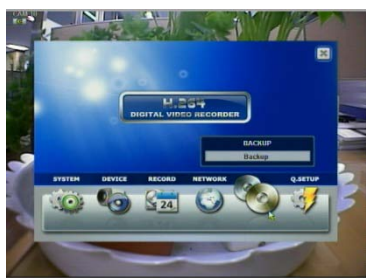 H.264
DIGITAL VIDEO RECORDER
BACKUP
Backup
SYSTEM DEVICE RECORD NETWORK Q.SETUP
24